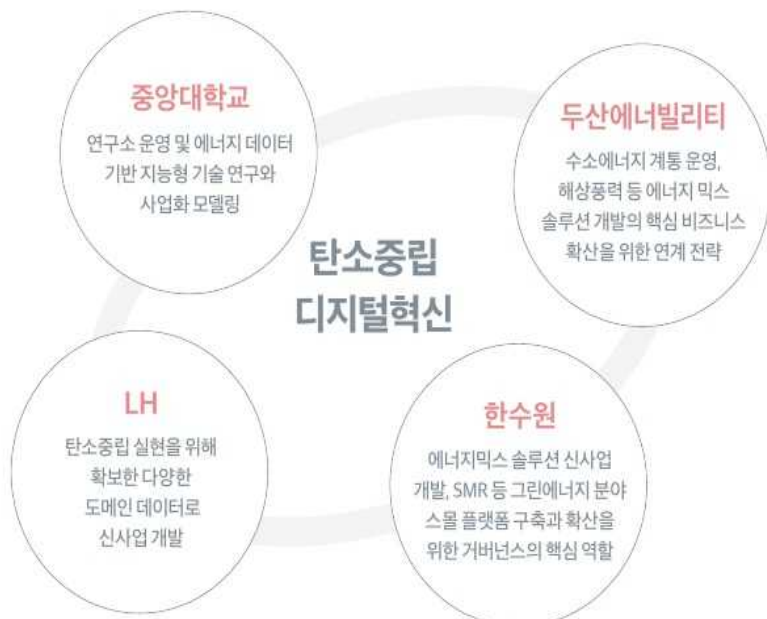 중앙대학교
연구소 운영 및 에너지 데이터
기반 지능형 기술 연구와
사업화 모델링
두산에너빌리티
수소에너지 계통 운영,
해상풍력 등 에너지 믹스
솔루션 개발의 핵심 비즈니스
확산을 위한 연계 전략
탄소중립
디지털혁신
LH
탄소중립 실현을 위해
확보한 다양한
도메인 데이터로
신사업 개발
한수원
에너지믹스 솔루션 신사업
개발, SMR 등 그린에너지 분야
스몰 플랫폼 구축과 확산을
위한 거버넌스의 핵심 역할